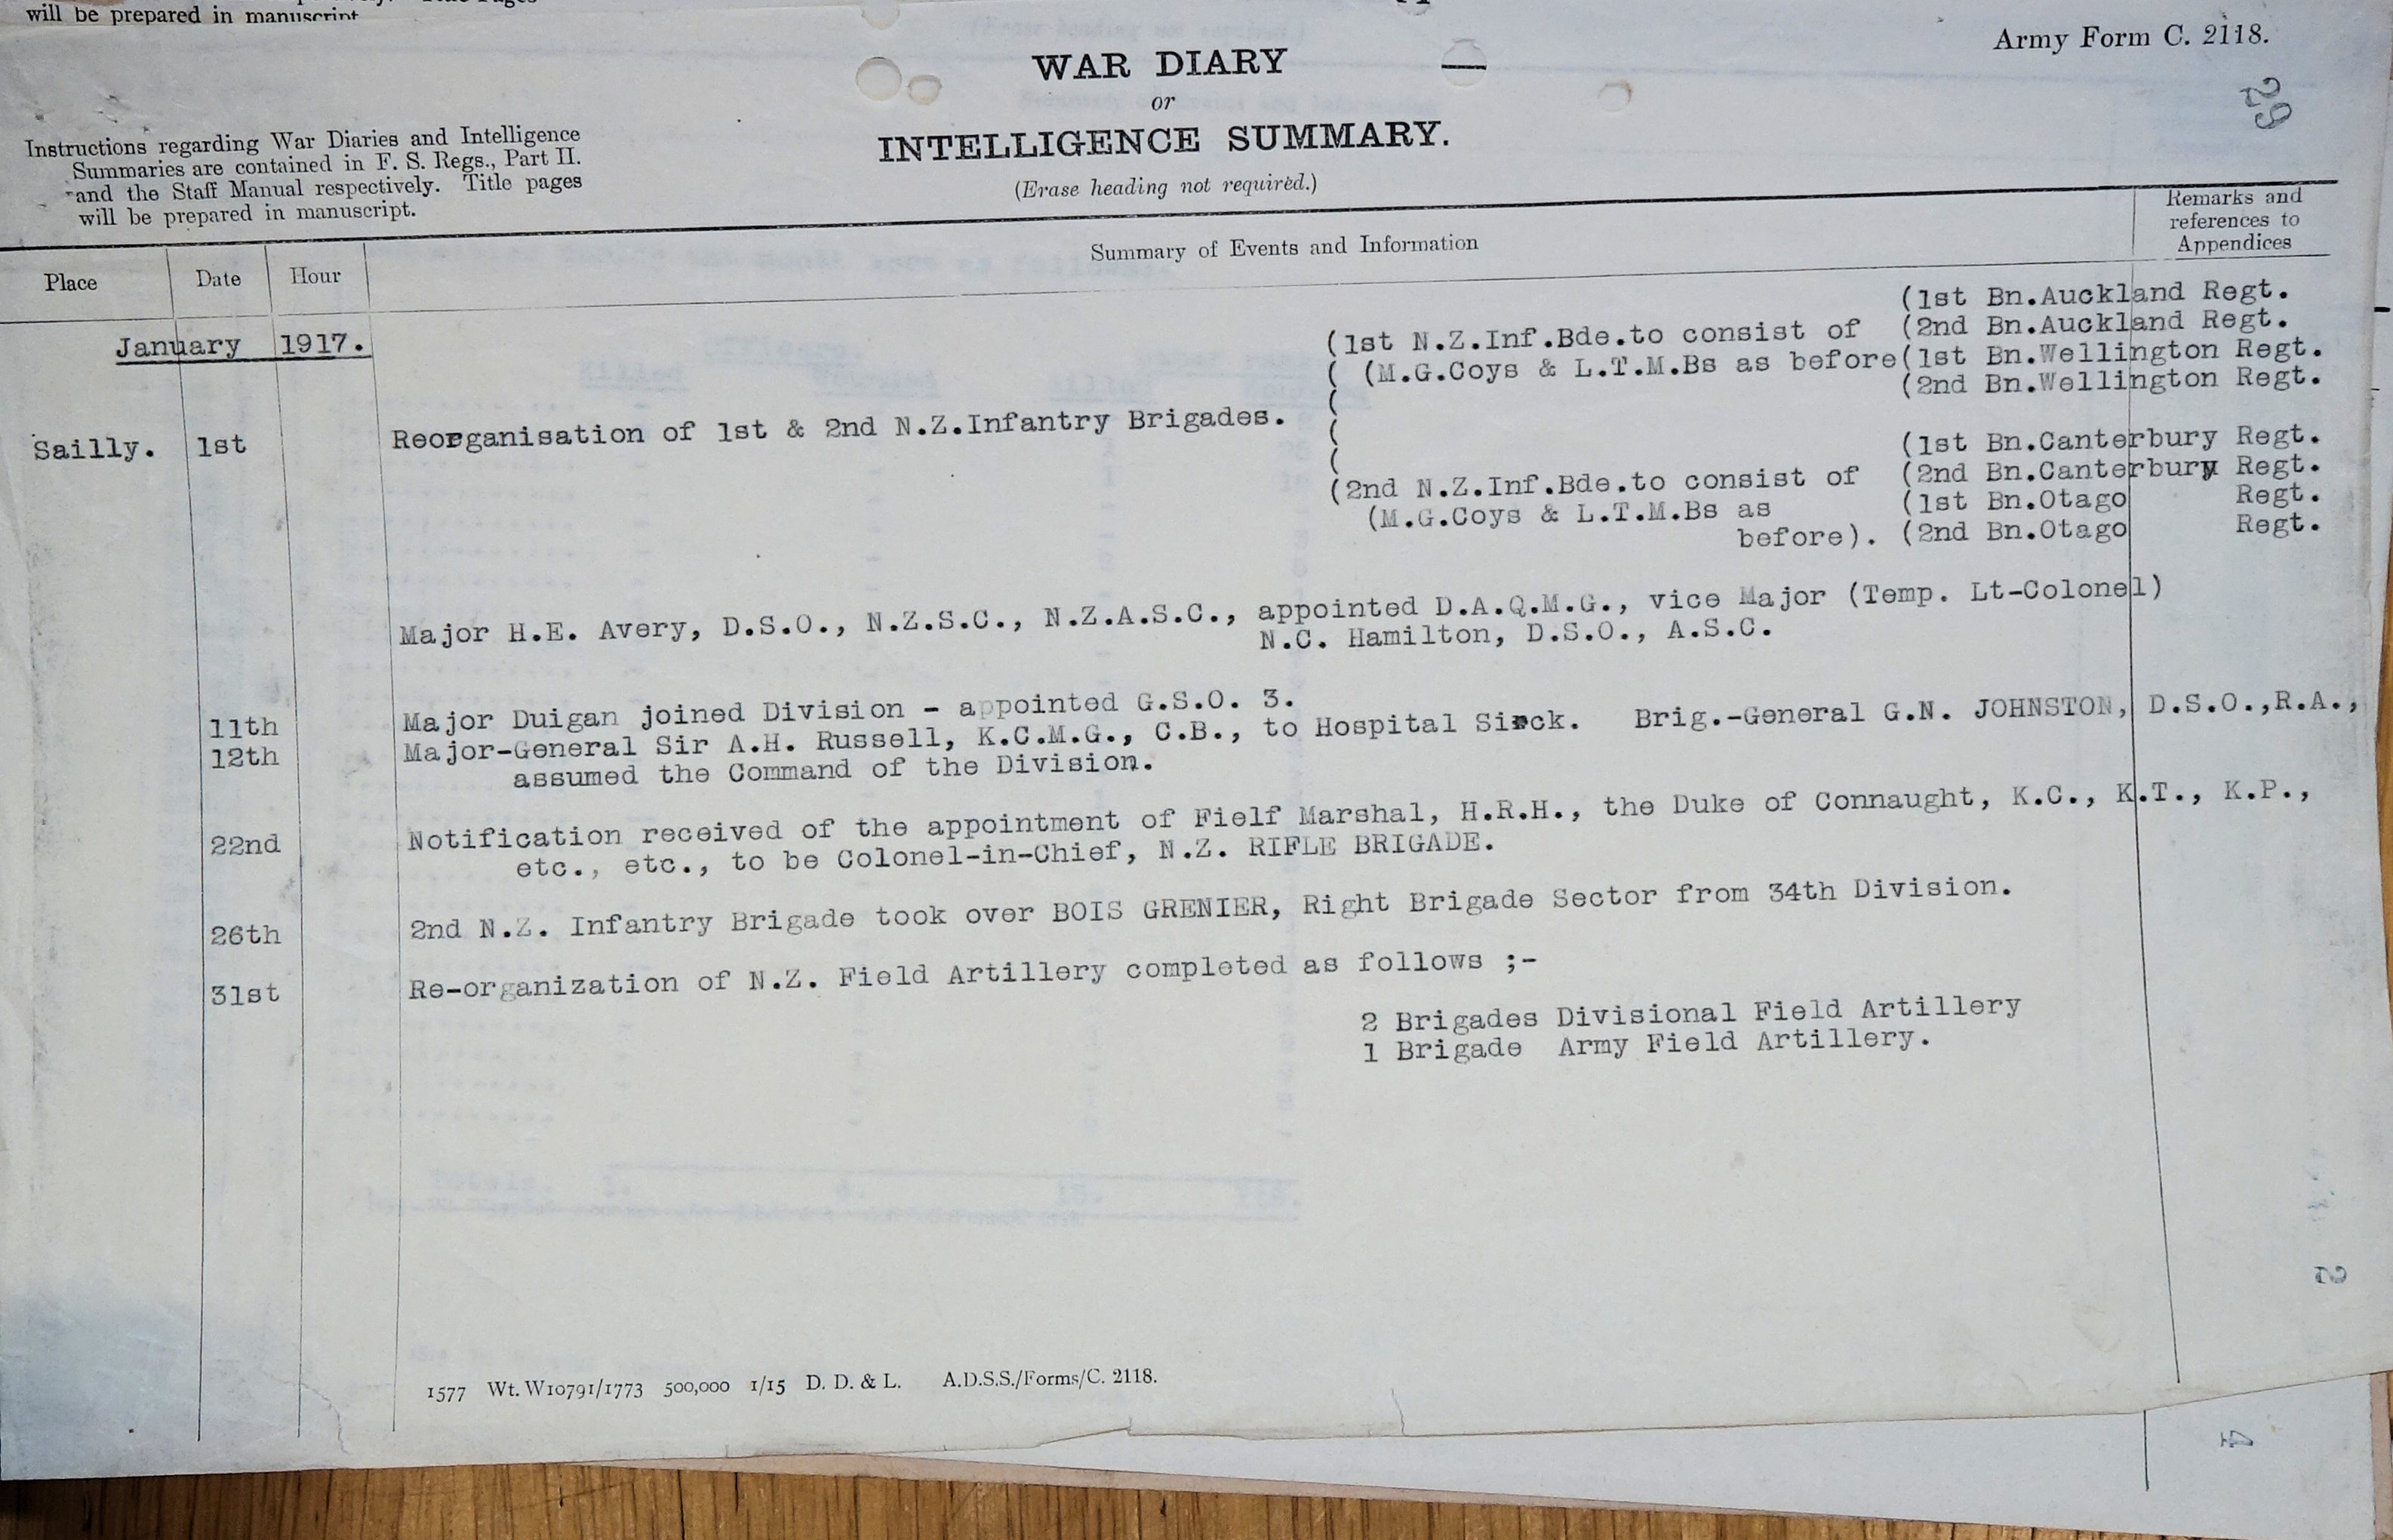 will be prepared in manuscript
Army Form C. 2118.
29
WAR DIARY
or
INTELLIGENCE SUMMARY.
(Erase heading not required.)
Instructions regarding War Diaries and Intelligence
Summaries are contained in F. S. Regs., Part II.
and the Staff Manual respectively. Title pages
will be prepared in manuscript.
Place Date Hour Summary of Events and Information
Remarks and
references to
Appendices
January 1917.
(1st Bn.Auckland Regt.
(1st N.Z.Inf.Bde.to consist of (2nd Bn.Auckland Regt.
( (M.G.Coys & L.T.M.Bs as before(1st Bn.Wellington Regt.
( (2nd Bn.Wellington Regt.
Sailly. 1st Reorganisation of 1st & 2nd N.Z.Infantry Brigades. (
( (1st Bn.Canterbury Regt.
(2nd N.Z.Inf.Bde.to consist of (2nd Bn.Canterbury Regt.
(M.G.Coys & L.T.M.Bs as (1st Bn.Otago Regt.
before). (2nd Bn.Otago Regt.
Major H.E. Avery, D.S.O., N.Z.S.C., N.Z.A.S.C., appointed D.A.Q.M.G., vice Major (Temp. Lt-Colonel)
N.C. Hamilton, D.S.O., A.S.C.
11th Major Duigan joined Division - appointed G.S.O. 3.
12th Major-General Sir A.H. Russell, K.C.M.G., C.B., to Hospital Sick. Brig.-General G.N. JOHNSTON, D.S.O.,R.A.,
assumed the Command of the Division.
22nd Notification received of the appointment of Fielf Marshal, H.R.H., the Duke of Connaught, K.C., K.T., K.P.,
etc., etc., to be Colonel-in-Chief, N.Z. RIFLE BRIGADE.
26th 2nd N.Z. Infantry Brigade took over BOIS GRENIER, Right Brigade Sector from 34th Division.
31st Re-organization of N.Z. Field Artillery completed as follows ;-
2 Brigades Divisional Field Artillery
1 Brigade Army Field Artillery.
1577 Wt. W10791/1773 500,000 1/15 D. D. & L. A.D.S.S./Forms/C. 2118.